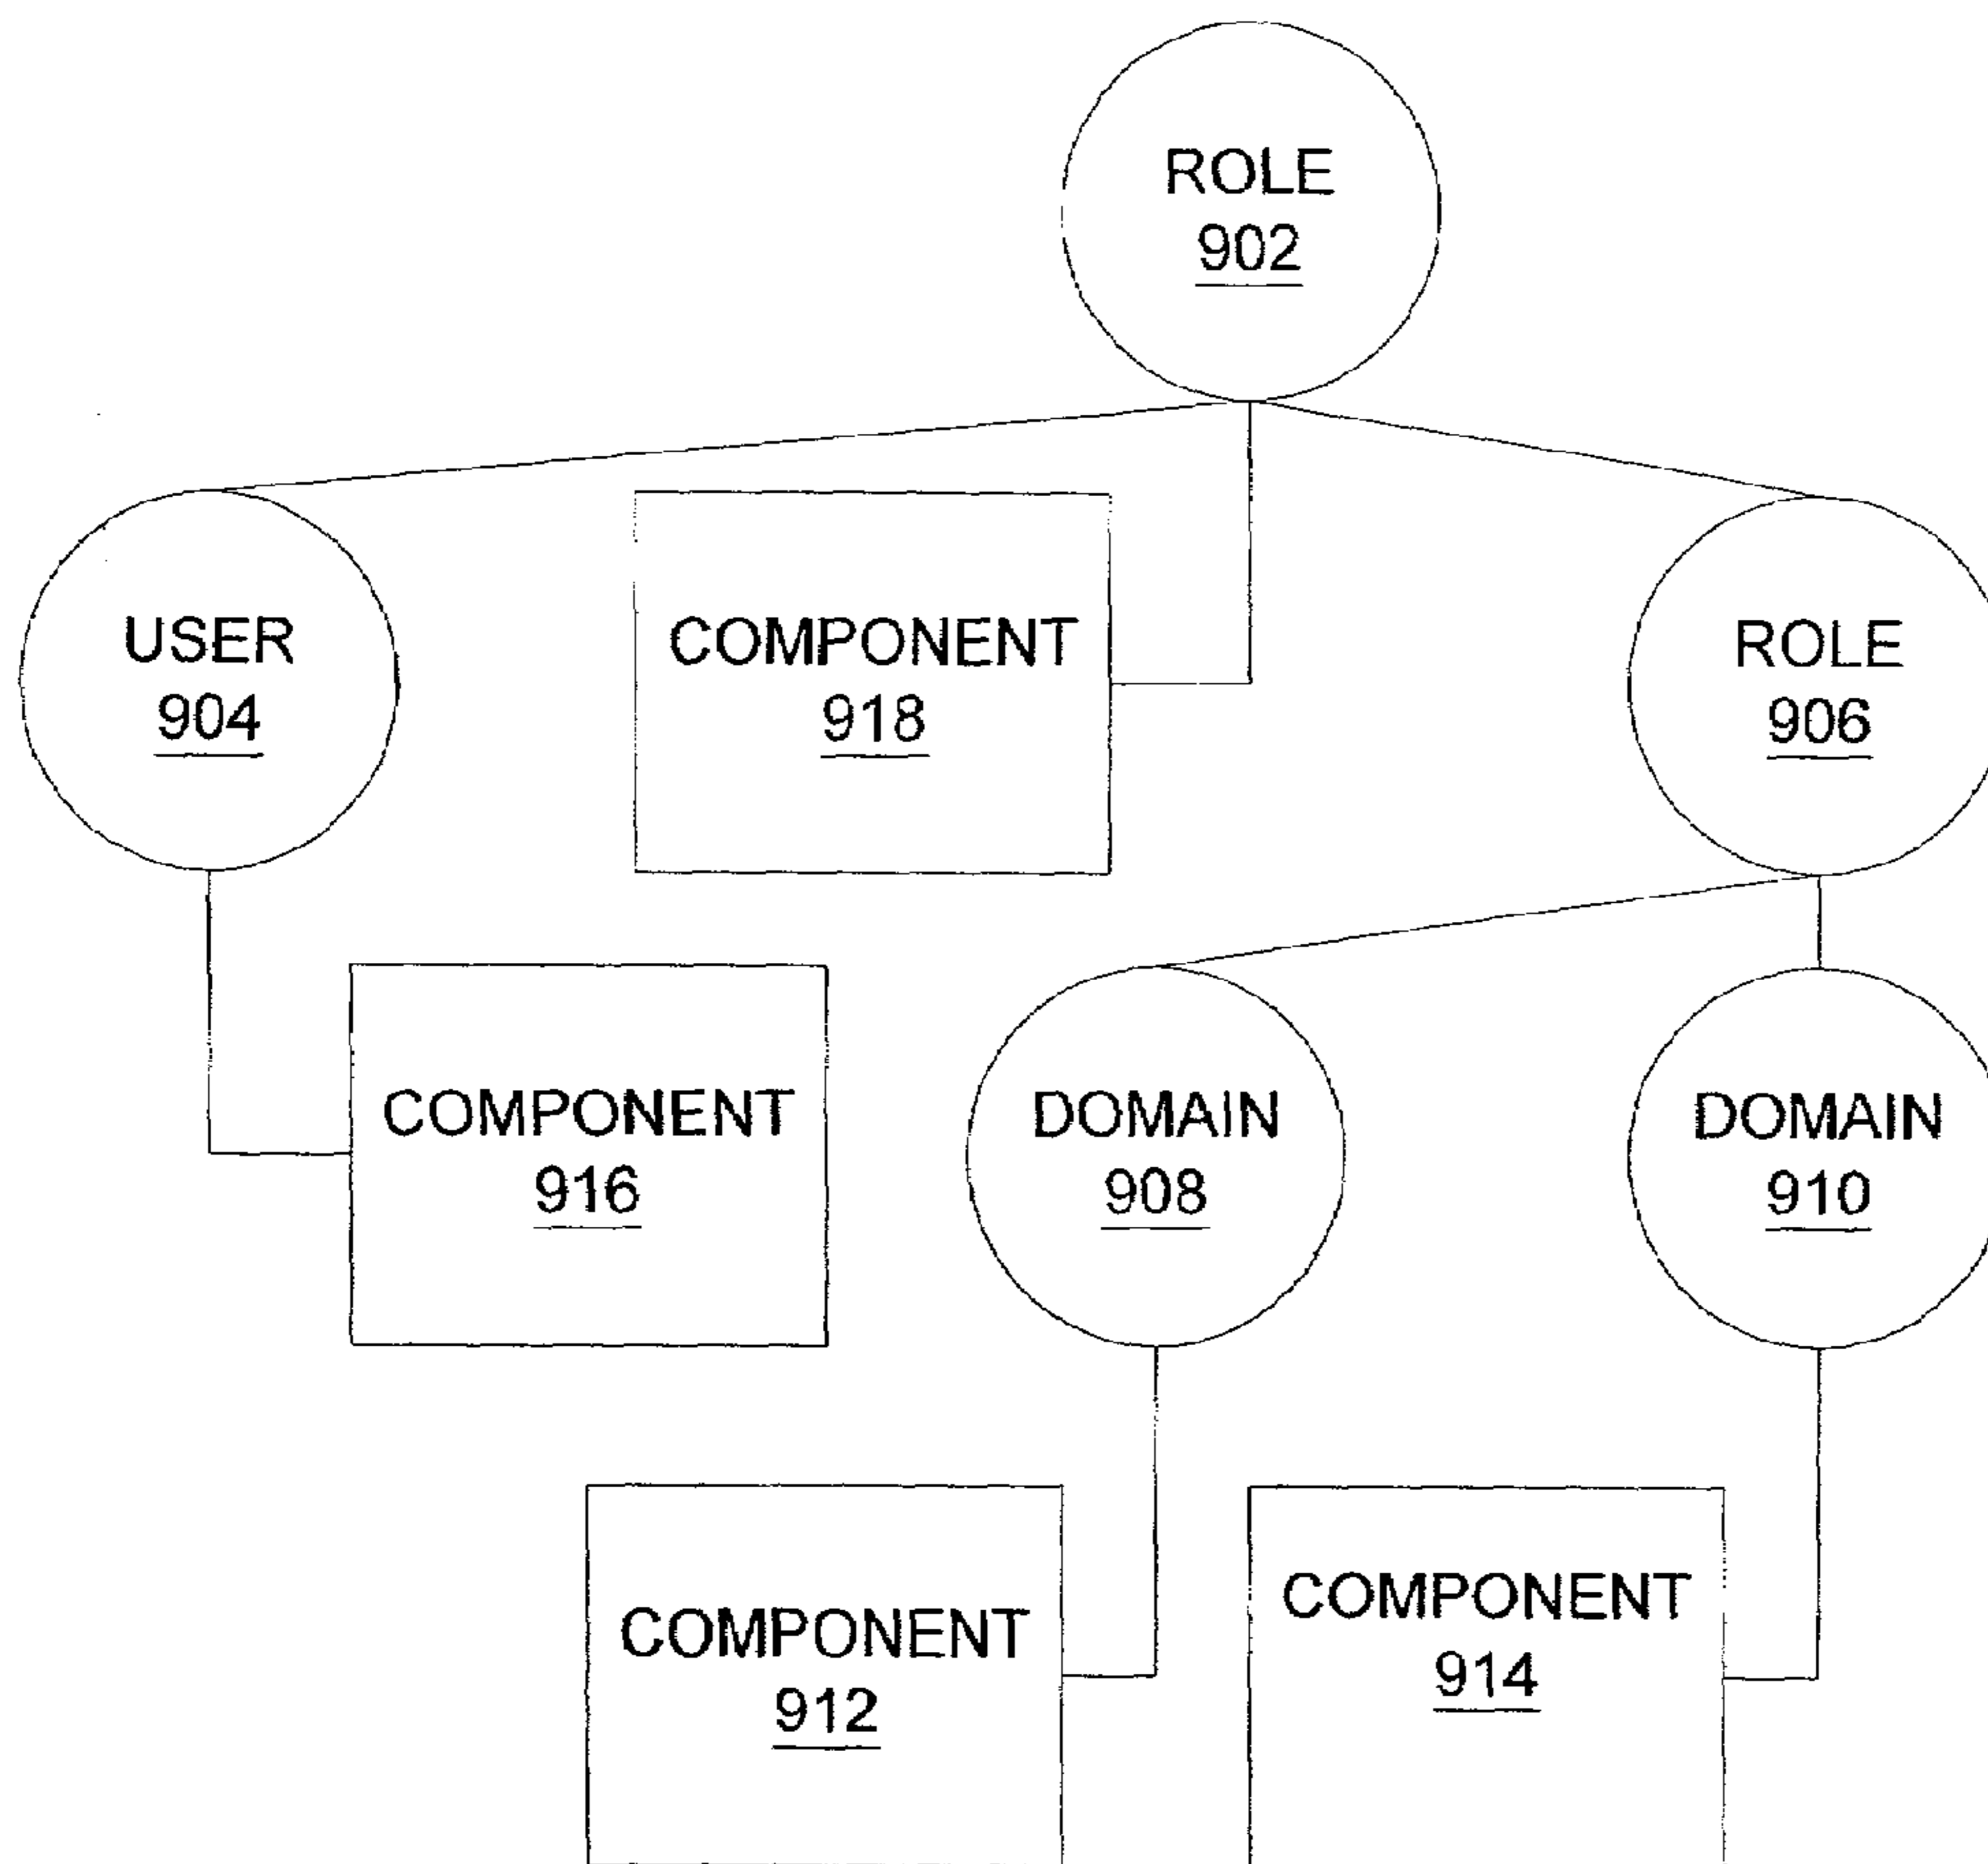 ROLE
902
USER
904
COMPONENT
918
ROLE
906
COMPONENT
916
DOMAIN
908
DOMAIN
910
COMPONENT
912
COMPONENT
914